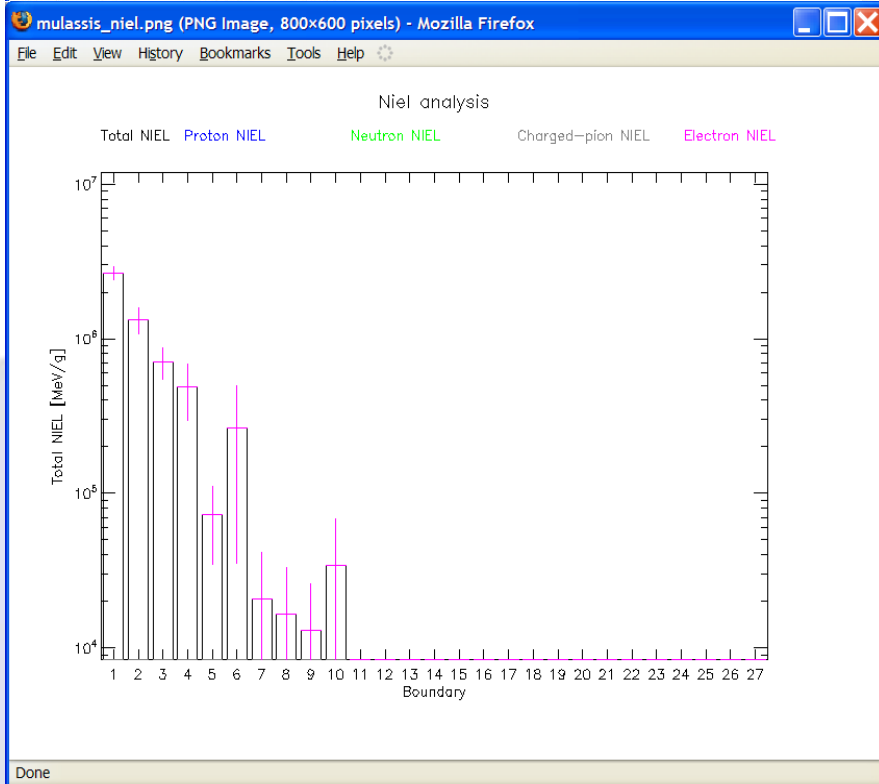 mulassis_niel.png (PNG Image, 800×600 pixels) - Mozilla Firefox
File Edit View History Bookmarks Tools Help
Niel analysis
Total NIEL Proton NIEL Neutron NIEL Charged-pion NIEL Electron NIEL
10⁷
10⁶
10⁵
10⁴
Total NIEL [MeV/g]
1 2 3 4 5 6 7 8 9 10 11 12 13 14 15 16 17 18 19 20 21 22 23 24 25 26 27
Boundary
Done